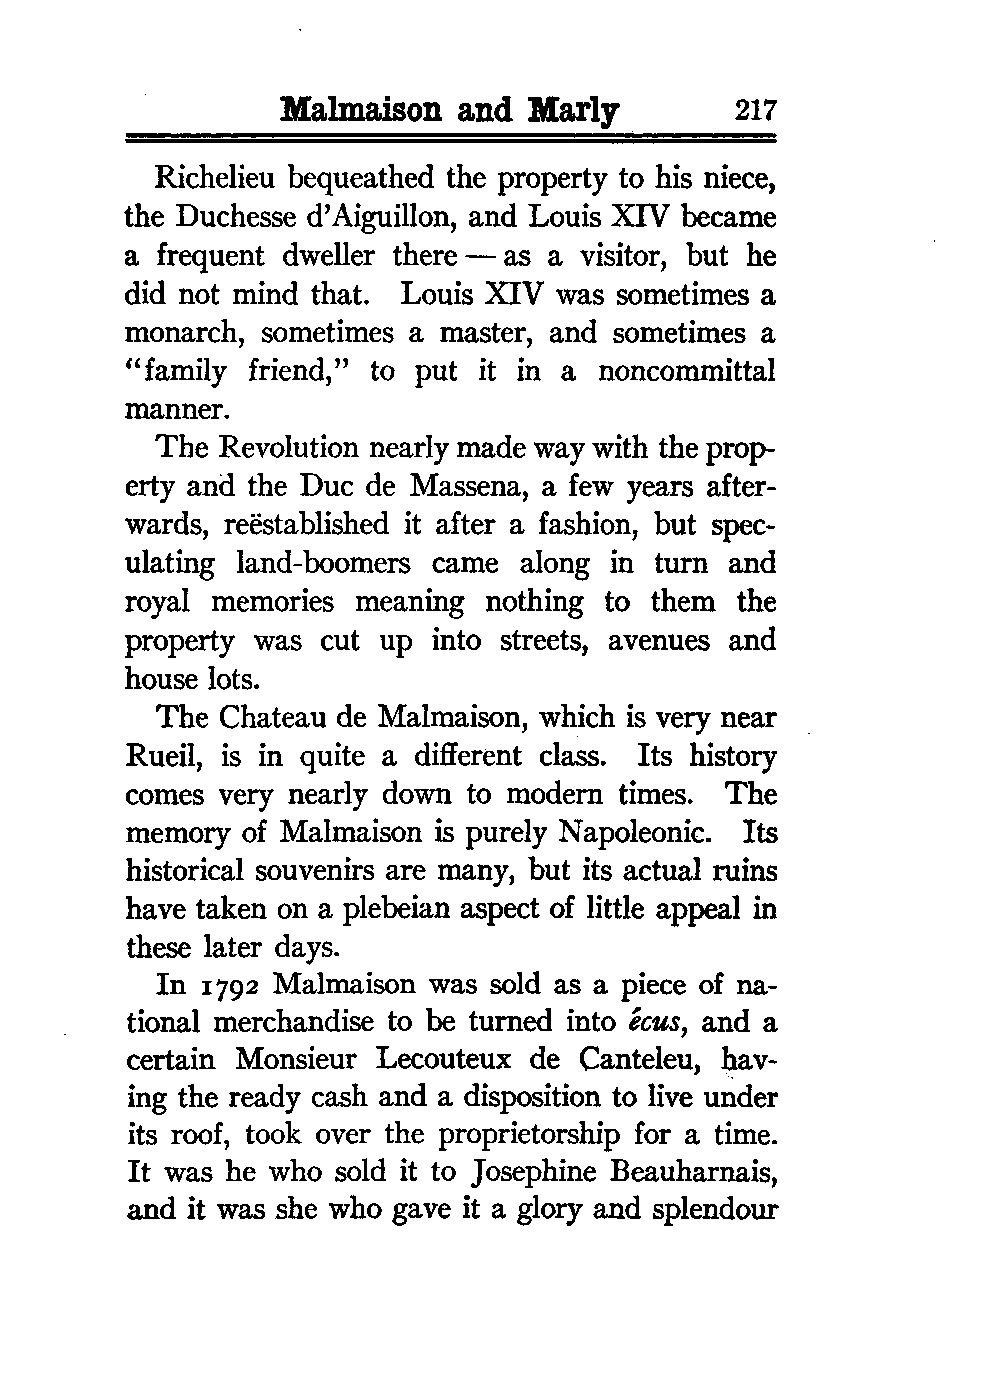 Malmaison and Marly 217
Richelieu bequeathed the property to his niece,
the Duchesse d'Aiguillon, and Louis XIV became
a frequent dweller there — as a visitor, but he
did not mind that. Louis XIV was sometimes a
monarch, sometimes a master, and sometimes a
“family friend,” to put it in a noncommittal
manner.
The Revolution nearly made way with the prop-
erty and the Duc de Massena, a few years after-
wards, reëstablished it after a fashion, but spec-
ulating land-boomers came along in turn and
royal memories meaning nothing to them the
property was cut up into streets, avenues and
house lots.
The Chateau de Malmaison, which is very near
Rueil, is in quite a different class. Its history
comes very nearly down to modern times. The
memory of Malmaison is purely Napoleonic. Its
historical souvenirs are many, but its actual ruins
have taken on a plebeian aspect of little appeal in
these later days.
In 1792 Malmaison was sold as a piece of na-
tional merchandise to be turned into écus, and a
certain Monsieur Lecouteux de Canteleu, hav-
ing the ready cash and a disposition to live under
its roof, took over the proprietorship for a time.
It was he who sold it to Josephine Beauharnais,
and it was she who gave it a glory and splendour